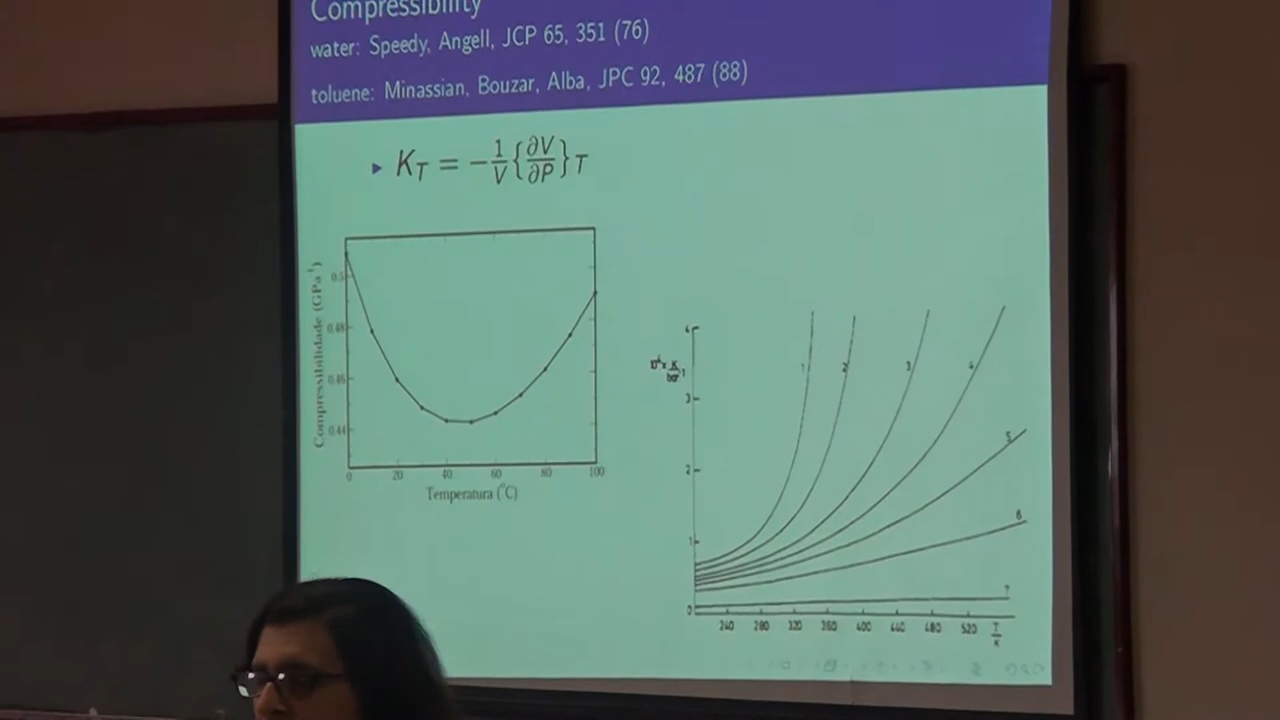 Compressibility
water: Speedy, Angell, JCP 65, 351 (76)
toluene: Minassian, Bouzar, Alba, JPC 92, 487 (88)
K_T = -1/V {∂V/∂P}T
Compressibilidade (GPa⁻¹)
0.5
0.48
0.46
0.44
0 20 40 60 80 100
Temperatura (°C)
4
3
2
1
0
1 2 3 4
5
6
7
240 280 320 360 400 440 480 520 T/K